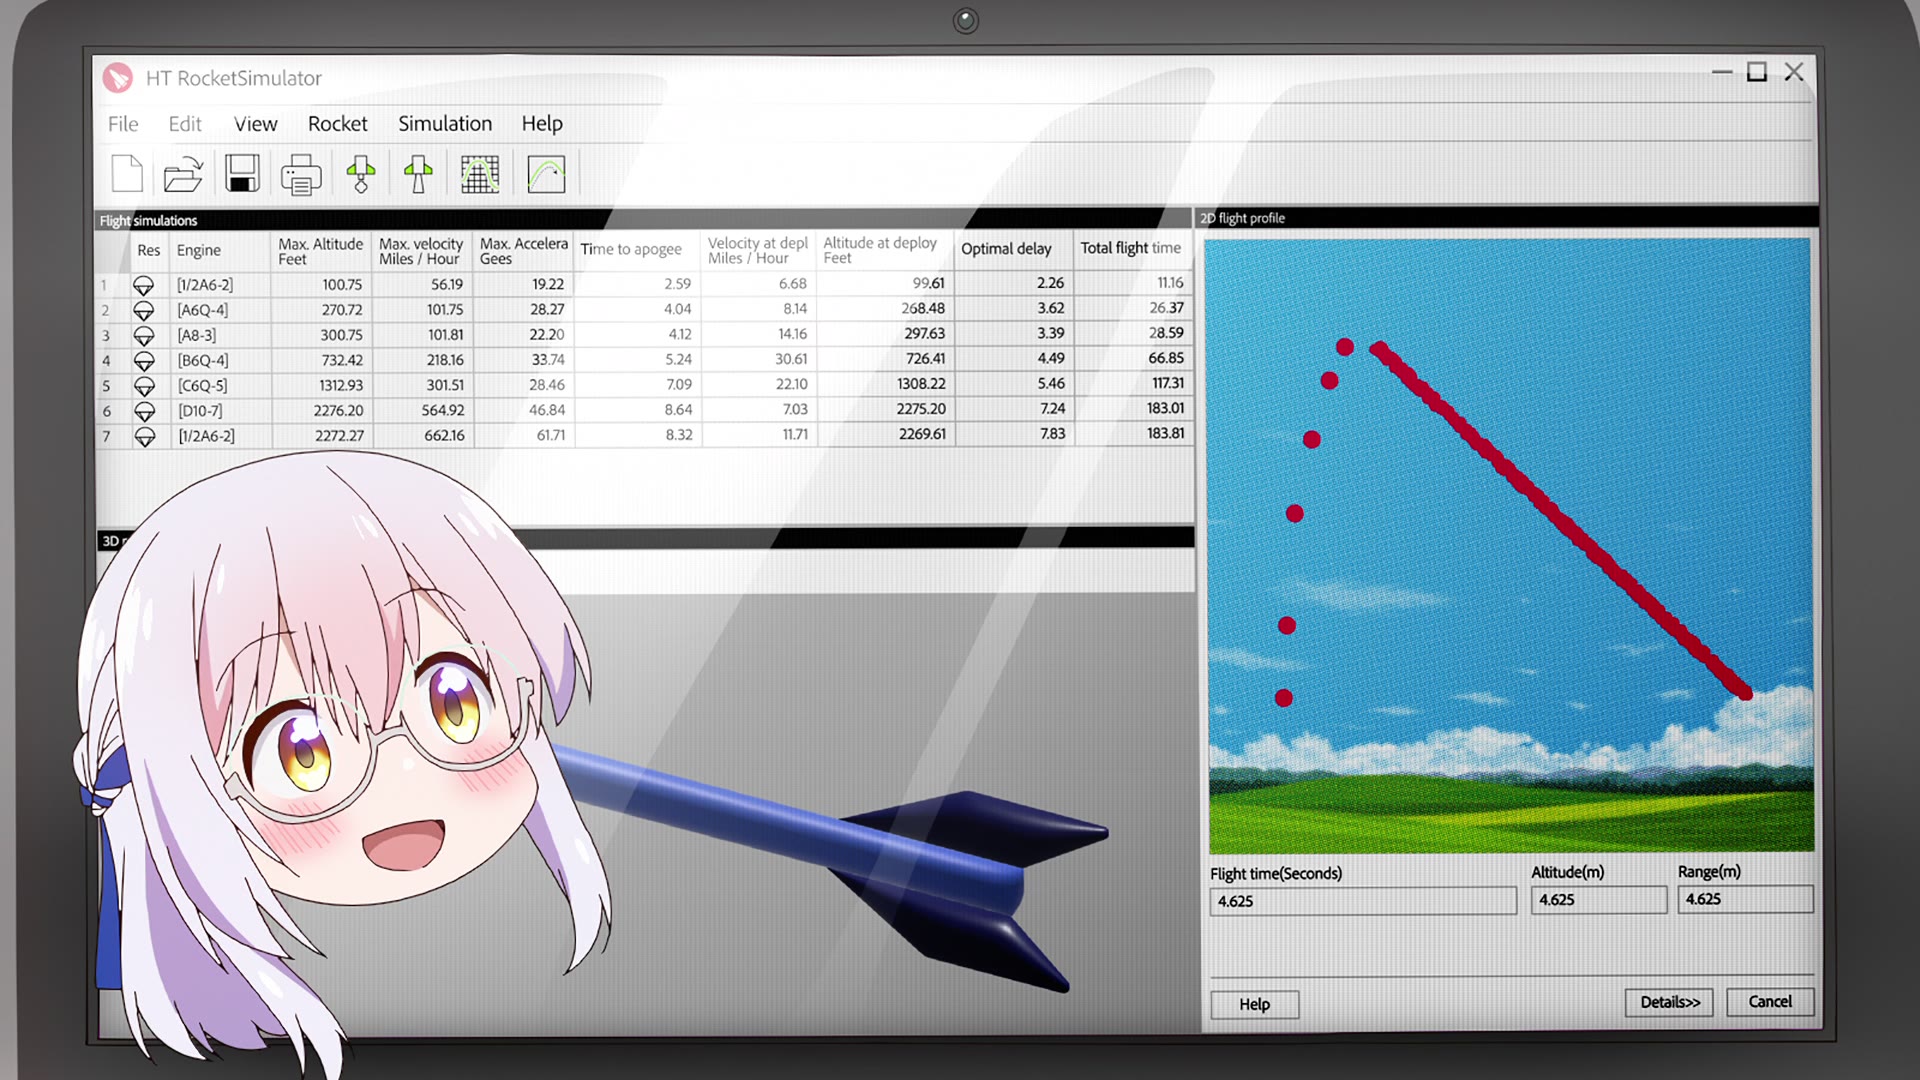 HT RocketSimulator
File Edit View Rocket Simulation Help
Flight simulations
Res Engine Max. Altitude Feet Max. velocity Miles / Hour Max. Accelera Gees Time to apogee Velocity at depl Miles / Hour Altitude at deploy Feet Optimal delay Total flight time
1 [1/2A6-2] 100.75 56.19 19.22 2.59 6.68 99.61 2.26 11.16
2 [A6Q-4] 270.72 101.75 28.27 4.04 8.14 268.48 3.62 26.37
3 [A8-3] 300.75 101.81 22.20 4.12 14.16 297.63 3.39 28.59
4 [B6Q-4] 732.42 218.16 33.74 5.24 30.61 726.41 4.49 66.85
5 [C6Q-5] 1312.93 301.51 28.46 7.09 22.10 1308.22 5.46 117.31
6 [D10-7] 2276.20 564.92 46.84 8.64 7.03 2275.20 7.24 183.01
7 [1/2A6-2] 2272.27 662.16 61.71 8.32 11.71 2269.61 7.83 183.81
3D
2D flight profile
Flight time(Seconds) Altitude(m) Range(m)
4.625 4.625 4.625
Help Details>> Cancel